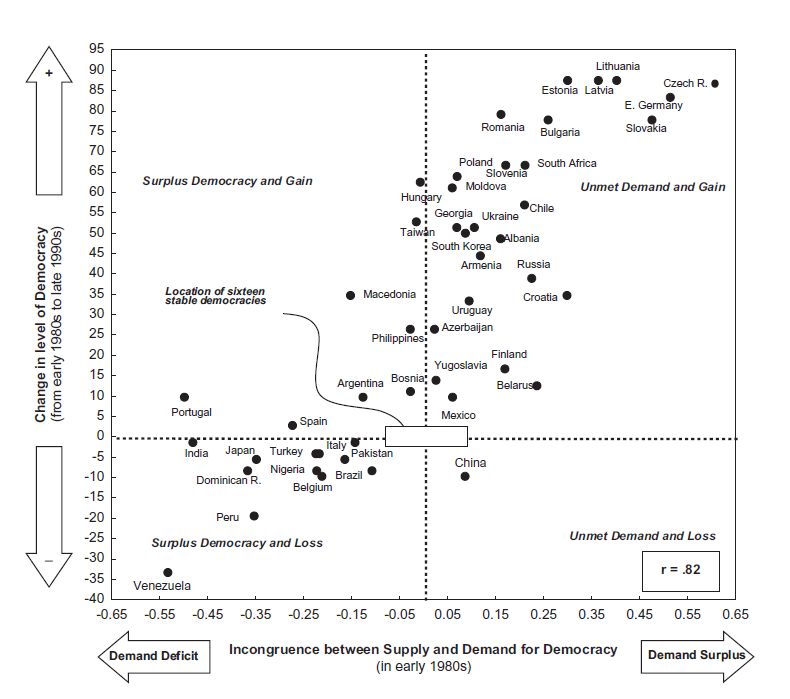 95
90
85
80
75
70
65
60
55
50
45
40
35
30
25
20
15
10
5
0
-5
-10
-15
-20
-25
-30
-35
-40
+
–
Change in level of Democracy
(from early 1980s to late 1990s)
Lithuania
Czech R.
Estonia
Latvia
E. Germany
Romania
Bulgaria
Slovakia
Poland
South Africa
Slovenia
Surplus Democracy and Gain
Moldova
Unmet Demand and Gain
Hungary
Georgia
Ukraine
Chile
Taiwan
South Korea
Albania
Armenia
Russia
Location of sixteen
stable democracies
Macedonia
Croatia
Uruguay
Azerbaijan
Philippines
Finland
Yugoslavia
Bosnia
Argentina
Belarus
Portugal
Mexico
Spain
India
Japan
Turkey
Italy
Pakistan
China
Nigeria
Dominican R.
Brazil
Belgium
Peru
Surplus Democracy and Loss
Unmet Demand and Loss
r = .82
Venezuela
-0.65
-0.55
-0.45
-0.35
-0.25
-0.15
-0.05
0.05
0.15
0.25
0.35
0.45
0.55
0.65
Demand Deficit
Incongruence between Supply and Demand for Democracy
(in early 1980s)
Demand Surplus